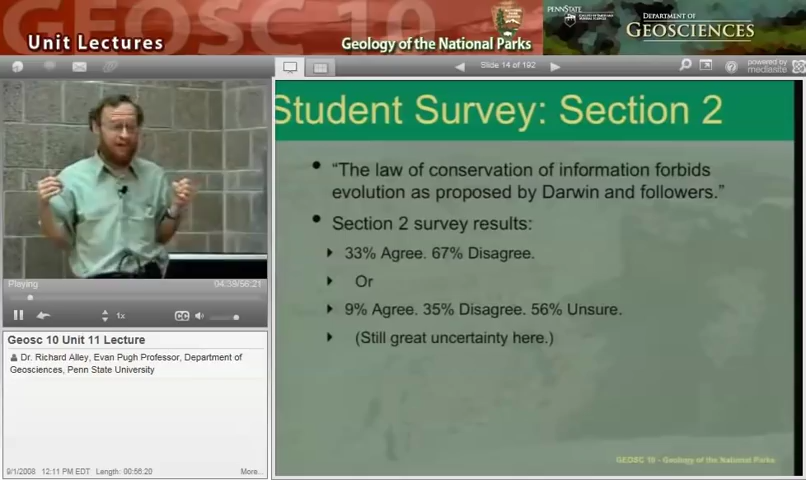 GEOSC 10
Unit Lectures
Geology of the National Parks
PENNSTATE
DEPARTMENT OF
GEOSCIENCES
Slide 14 of 192
powered by
mediasite
Student Survey: Section 2
• “The law of conservation of information forbids
evolution as proposed by Darwin and followers.”
• Section 2 survey results:
33% Agree. 67% Disagree.
Or
9% Agree. 35% Disagree. 56% Unsure.
(Still great uncertainty here.)
GEOSC 10 - Geology of the National Parks
Playing
04:38/56:21
1x
CC
Geosc 10 Unit 11 Lecture
Dr. Richard Alley, Evan Pugh Professor, Department of
Geosciences, Penn State University
9/1/2008 12:11 PM EDT Length: 00:56:20
More...